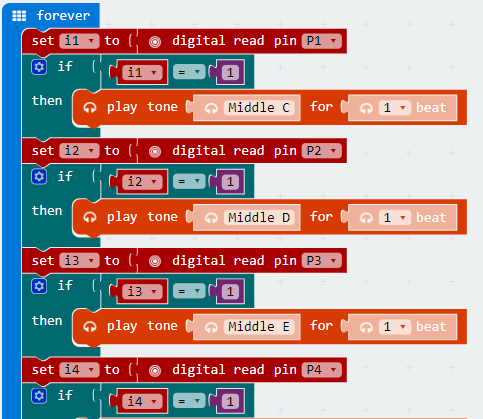 forever
set i1 to digital read pin P1
if i1 = 1
then play tone Middle C for 1 beat
set i2 to digital read pin P2
if i2 = 1
then play tone Middle D for 1 beat
set i3 to digital read pin P3
if i3 = 1
then play tone Middle E for 1 beat
set i4 to digital read pin P4
if i4 = 1